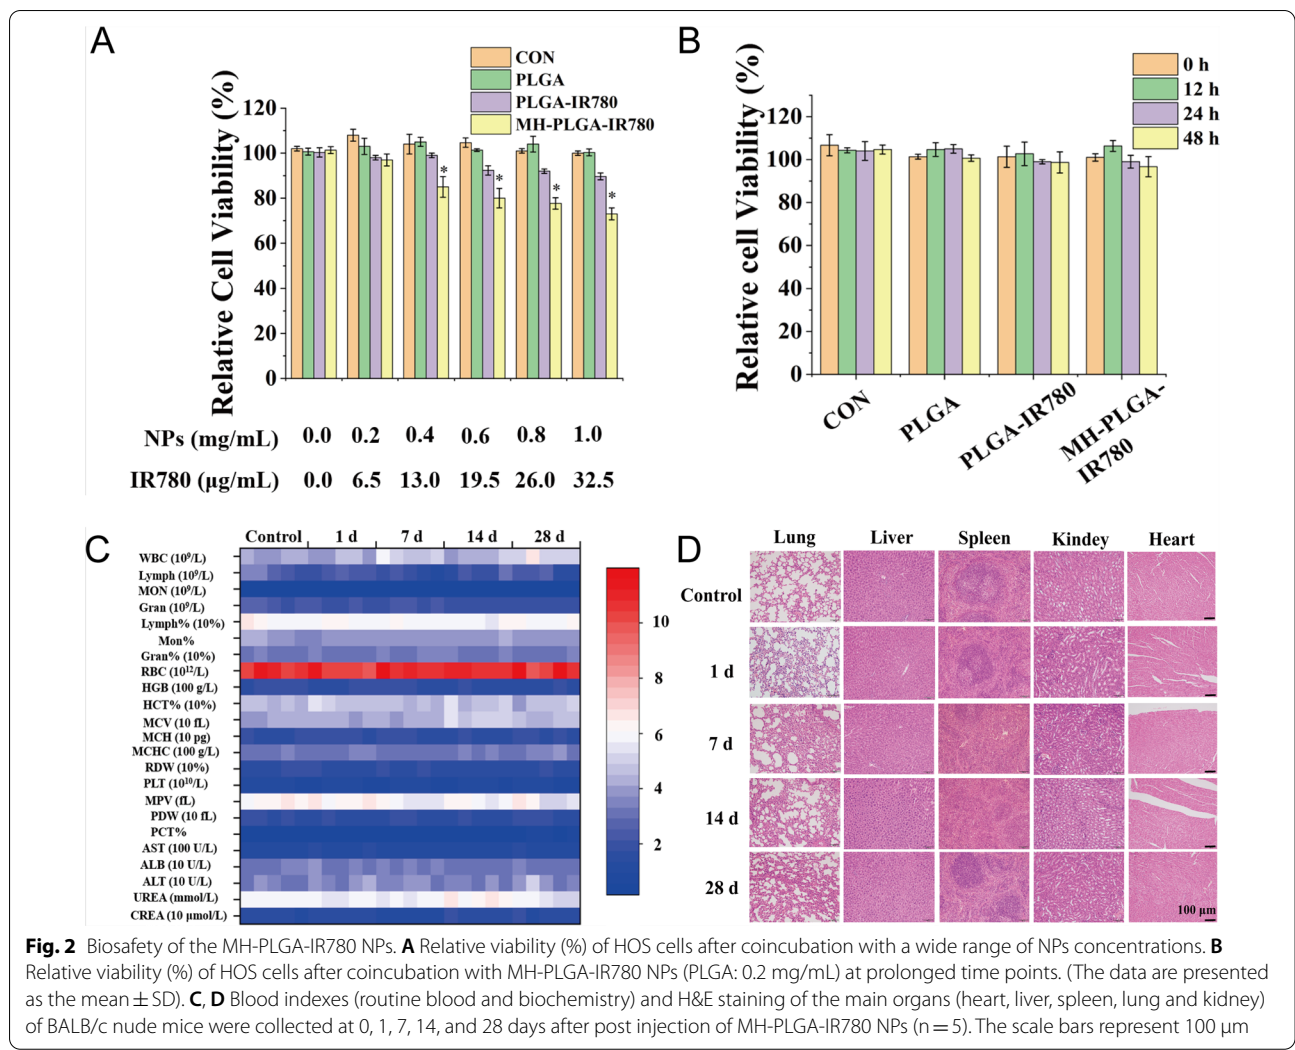 A
CON
PLGA
PLGA-IR780
MH-PLGA-IR780
Relative Cell Viability (%)
120
100
80
60
40
20
0
*
*
*
*
NPs (mg/mL) 0.0 0.2 0.4 0.6 0.8 1.0
IR780 (µg/mL) 0.0 6.5 13.0 19.5 26.0 32.5
B
0 h
12 h
24 h
48 h
Relative cell Viability (%)
120
100
80
60
40
20
0
CON
PLGA
PLGA-IR780
MH-PLGA-
IR780
C
Control 1 d 7 d 14 d 28 d
WBC (10⁹/L)
Lymph (10⁹/L)
MON (10⁹/L)
Gran (10⁹/L)
Lymph% (10%)
Mon%
Gran% (10%)
RBC (10¹²/L)
HGB (100 g/L)
HCT% (10%)
MCV (10 fL)
MCH (10 pg)
MCHC (100 g/L)
RDW (10%)
PLT (10¹⁰/L)
MPV (fL)
PDW (10 fL)
PCT%
AST (100 U/L)
ALB (10 U/L)
ALT (10 U/L)
UREA (mmol/L)
CREA (10 µmol/L)
10
8
6
4
2
D
Lung Liver Spleen Kindey Heart
Control
1 d
7 d
14 d
28 d
100 µm
Fig. 2 Biosafety of the MH-PLGA-IR780 NPs. A Relative viability (%) of HOS cells after coincubation with a wide range of NPs concentrations. B
Relative viability (%) of HOS cells after coincubation with MH-PLGA-IR780 NPs (PLGA: 0.2 mg/mL) at prolonged time points. (The data are presented
as the mean ± SD). C, D Blood indexes (routine blood and biochemistry) and H&E staining of the main organs (heart, liver, spleen, lung and kidney)
of BALB/c nude mice were collected at 0, 1, 7, 14, and 28 days after post injection of MH-PLGA-IR780 NPs (n = 5). The scale bars represent 100 µm